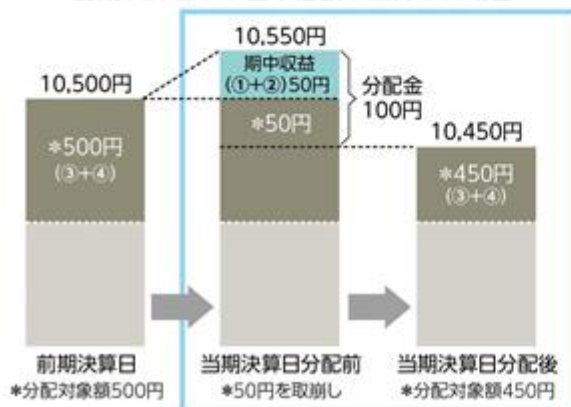 10,550円
10,500円
期中収益
(①+②)50円
分配金
100円
*500円
(③+④)
*50円
10,450円
*450円
(③+④)
前期決算日
*分配対象額500円
当期決算日分配前
*50円を取崩し
当期決算日分配後
*分配対象額450円